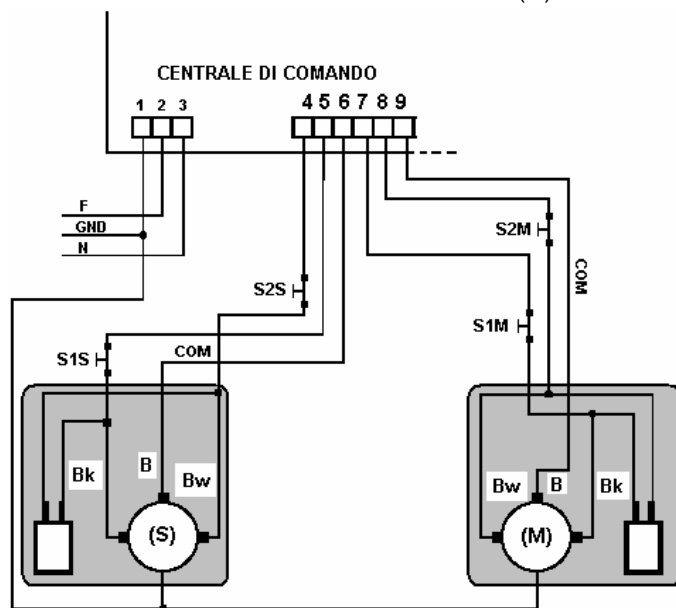 CENTRALE DI COMANDO
1 2 3
4 5 6 7 8 9
F
GND
N
S2M
S2S
COM
S1M
S1S
COM
Bk
B
Bw
(S)
Bw
B
Bk
(M)